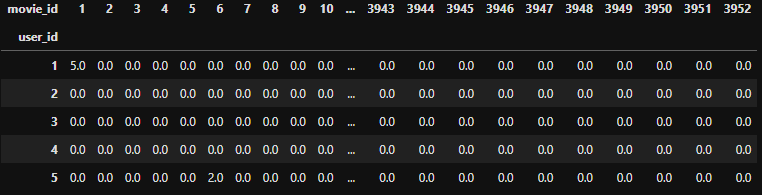 movie_id 1 2 3 4 5 6 7 8 9 10 ... 3943 3944 3945 3946 3947 3948 3949 3950 3951 3952
user_id
1 5.0 0.0 0.0 0.0 0.0 0.0 0.0 0.0 0.0 0.0 ... 0.0 0.0 0.0 0.0 0.0 0.0 0.0 0.0 0.0 0.0
2 0.0 0.0 0.0 0.0 0.0 0.0 0.0 0.0 0.0 0.0 ... 0.0 0.0 0.0 0.0 0.0 0.0 0.0 0.0 0.0 0.0
3 0.0 0.0 0.0 0.0 0.0 0.0 0.0 0.0 0.0 0.0 ... 0.0 0.0 0.0 0.0 0.0 0.0 0.0 0.0 0.0 0.0
4 0.0 0.0 0.0 0.0 0.0 0.0 0.0 0.0 0.0 0.0 ... 0.0 0.0 0.0 0.0 0.0 0.0 0.0 0.0 0.0 0.0
5 0.0 0.0 0.0 0.0 0.0 2.0 0.0 0.0 0.0 0.0 ... 0.0 0.0 0.0 0.0 0.0 0.0 0.0 0.0 0.0 0.0